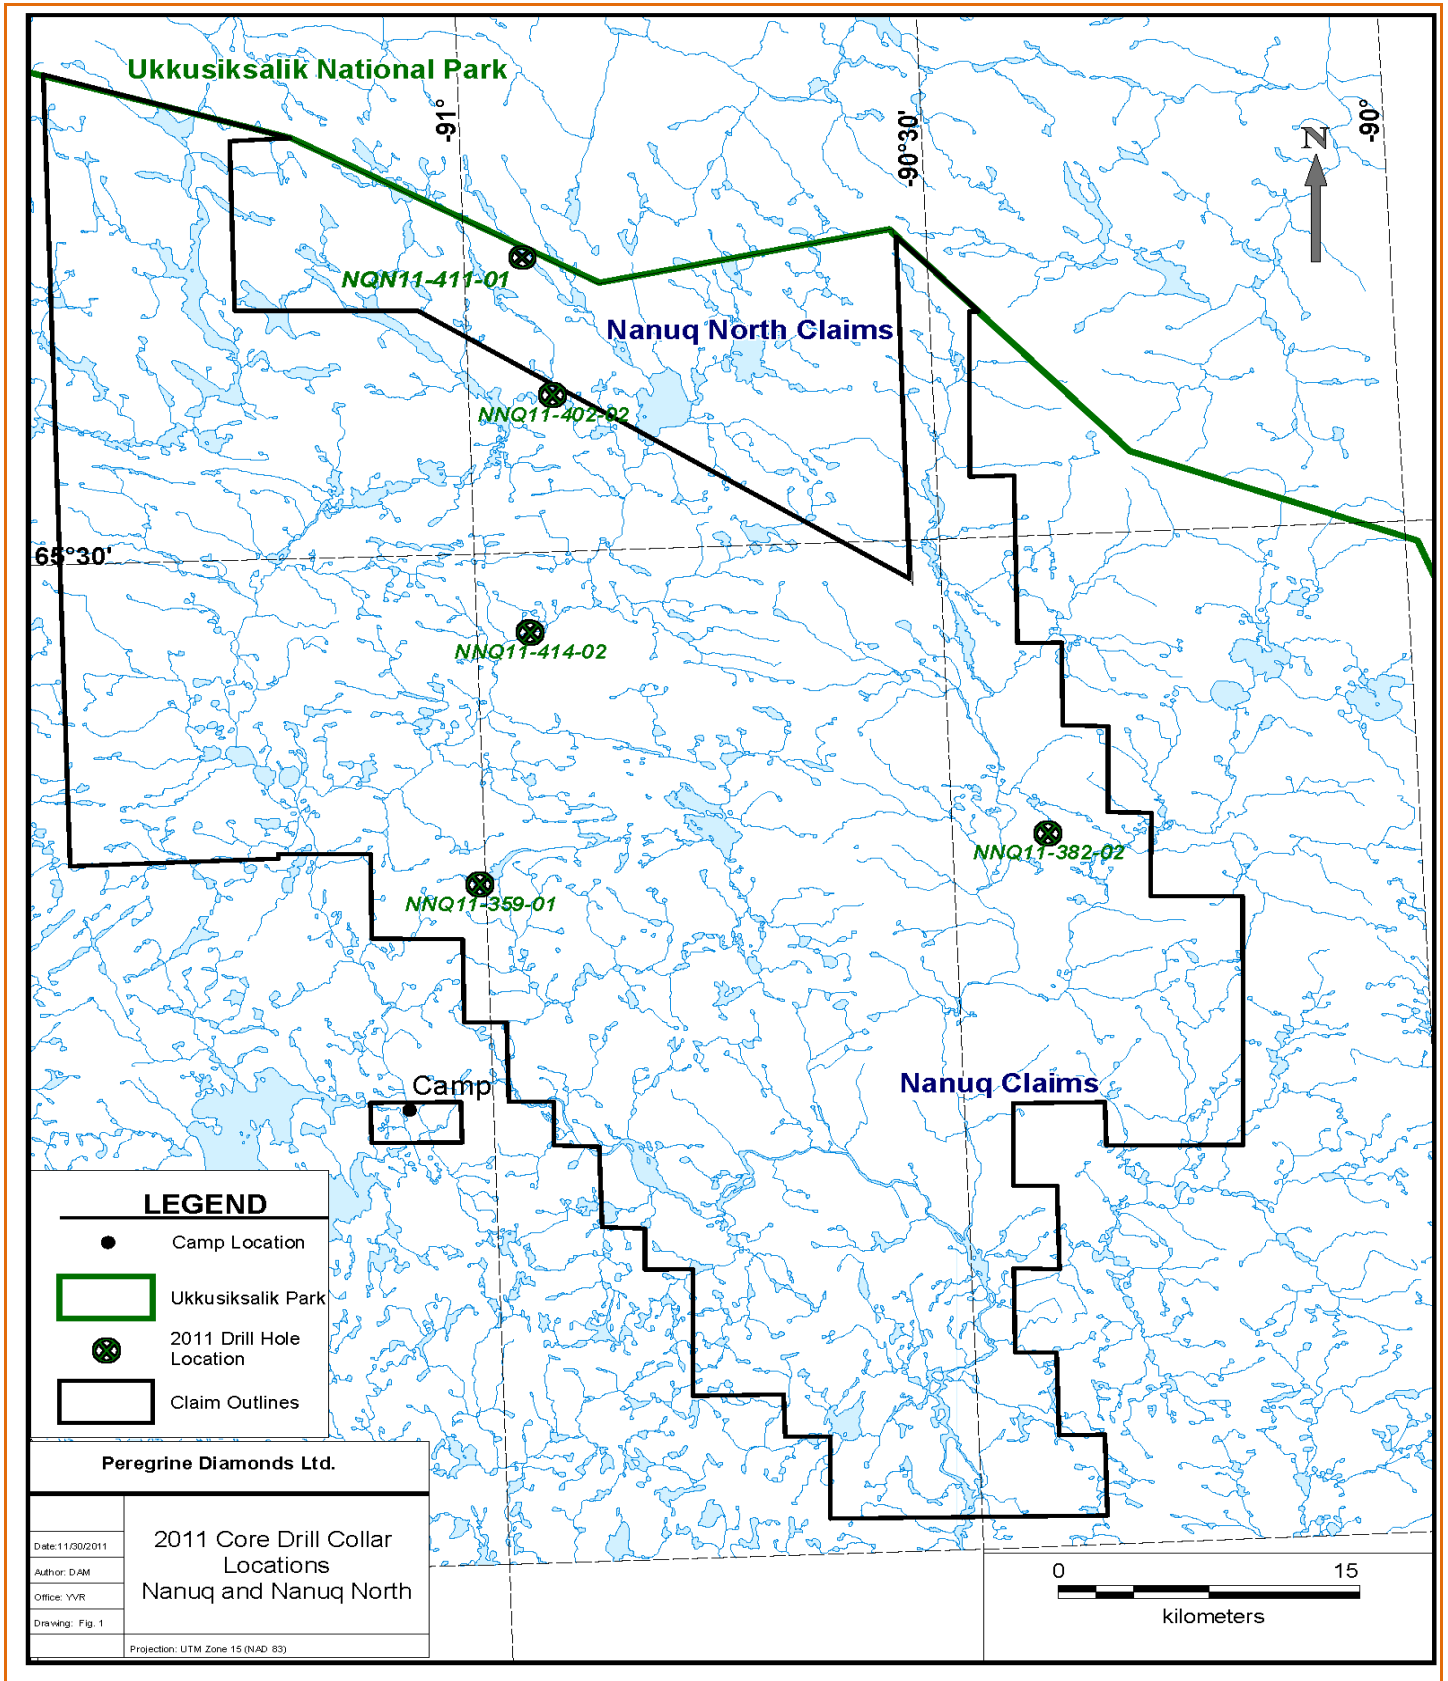 Ukkusiksalik National Park
-91°
-90°30'
-90°
N
NQN11-411-01
Nanuq North Claims
NNQ11-402-02
65°30'
NNQ11-414-02
NNQ11-382-02
NNQ11-359-01
Camp
Nanuq Claims
LEGEND
Camp Location
Ukkusiksalik Park
2011 Drill Hole
Location
Claim Outlines
Peregrine Diamonds Ltd.
Date:11/30/2011
Author: DAM
Office: YVR
Drawing: Fig. 1
2011 Core Drill Collar
Locations
Nanuq and Nanuq North
Projection: UTM Zone 15 (NAD 83)
0 15
kilometers